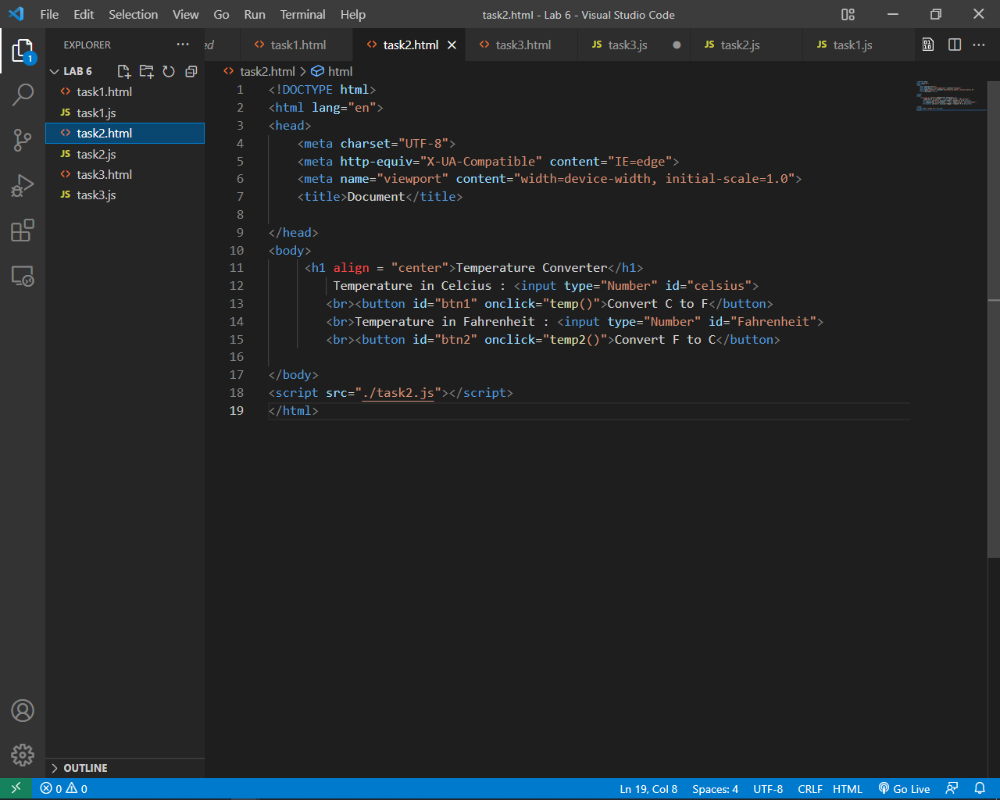 File Edit Selection View Go Run Terminal Help task2.html - Lab 6 - Visual Studio Code
EXPLORER ed task1.html task2.html task3.html JS task3.js JS task2.js JS task1.js
1
LAB 6 task2.html html
task1.html
JS task1.js
task2.html
JS task2.js
task3.html
JS task3.js
1 <!DOCTYPE html>
2 <html lang="en">
3 <head>
4     <meta charset="UTF-8">
5     <meta http-equiv="X-UA-Compatible" content="IE=edge">
6     <meta name="viewport" content="width=device-width, initial-scale=1.0">
7     <title>Document</title>
8
9 </head>
10 <body>
11      <h1 align = "center">Temperature Converter</h1>
12          Temperature in Celcius : <input type="Number" id="celsius">
13         <br><button id="btn1" onclick="temp()">Convert C to F</button>
14         <br>Temperature in Fahrenheit : <input type="Number" id="Fahrenheit">
15         <br><button id="btn2" onclick="temp2()">Convert F to C</button>
16
17 </body>
18 <script src="./task2.js"></script>
19 </html>
OUTLINE
0 0 Ln 19, Col 8 Spaces: 4 UTF-8 CRLF HTML Go Live